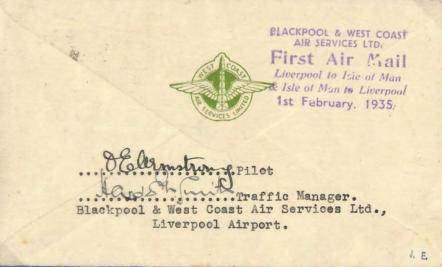 BLACKPOOL & WEST COAST
AIR SERVICES LTD.
First Air Mail
Liverpool to Isle of Man
& Isle of Man to Liverpool
1st February, 1935.
WEST COAST
AIR SERVICES LIMITED
J E Armstrong Pilot
Smith Traffic Manager.
Blackpool & West Coast Air Services Ltd.,
Liverpool Airport.
J. E.